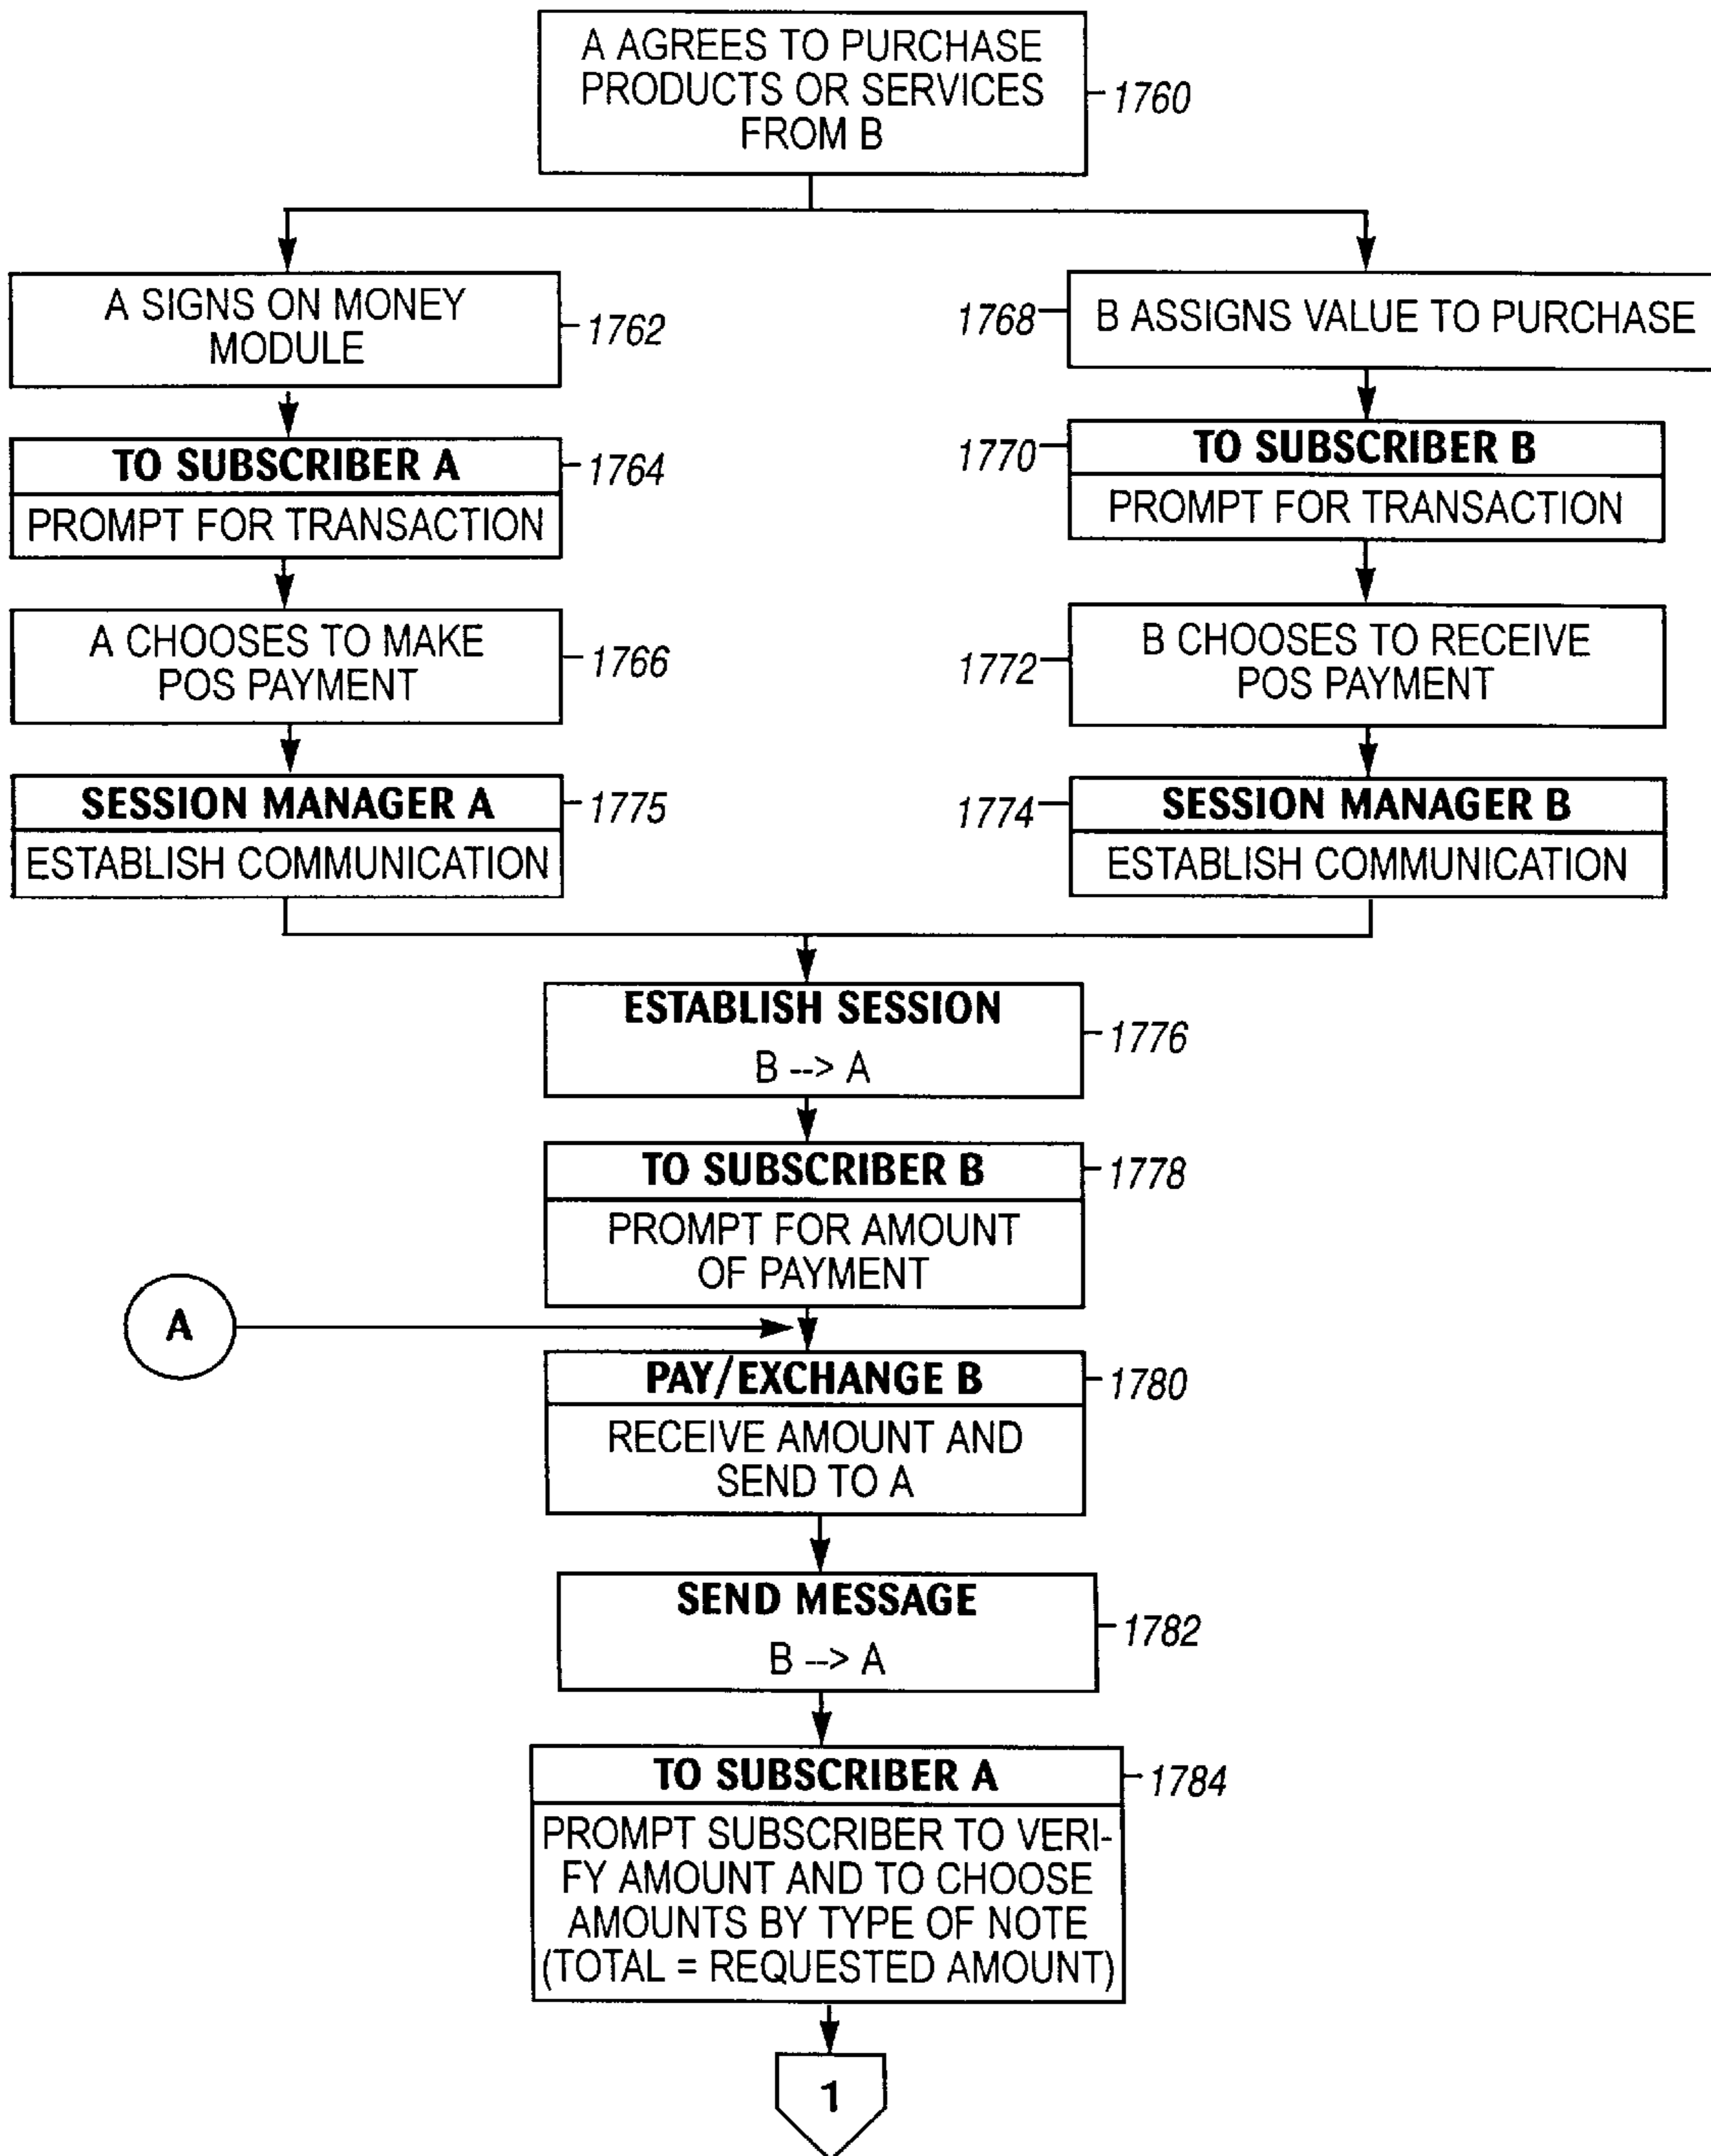 A AGREES TO PURCHASE
PRODUCTS OR SERVICES
FROM B
1760
A SIGNS ON MONEY
MODULE
1762
1768
B ASSIGNS VALUE TO PURCHASE
TO SUBSCRIBER A
1764
PROMPT FOR TRANSACTION
1770
TO SUBSCRIBER B
PROMPT FOR TRANSACTION
A CHOOSES TO MAKE
POS PAYMENT
1766
1772
B CHOOSES TO RECEIVE
POS PAYMENT
SESSION MANAGER A
1775
ESTABLISH COMMUNICATION
1774
SESSION MANAGER B
ESTABLISH COMMUNICATION
ESTABLISH SESSION
B --> A
1776
TO SUBSCRIBER B
1778
PROMPT FOR AMOUNT
OF PAYMENT
A
PAY/EXCHANGE B
1780
RECEIVE AMOUNT AND
SEND TO A
SEND MESSAGE
B --> A
1782
TO SUBSCRIBER A
1784
PROMPT SUBSCRIBER TO VERI-
FY AMOUNT AND TO CHOOSE
AMOUNTS BY TYPE OF NOTE
(TOTAL = REQUESTED AMOUNT)
1